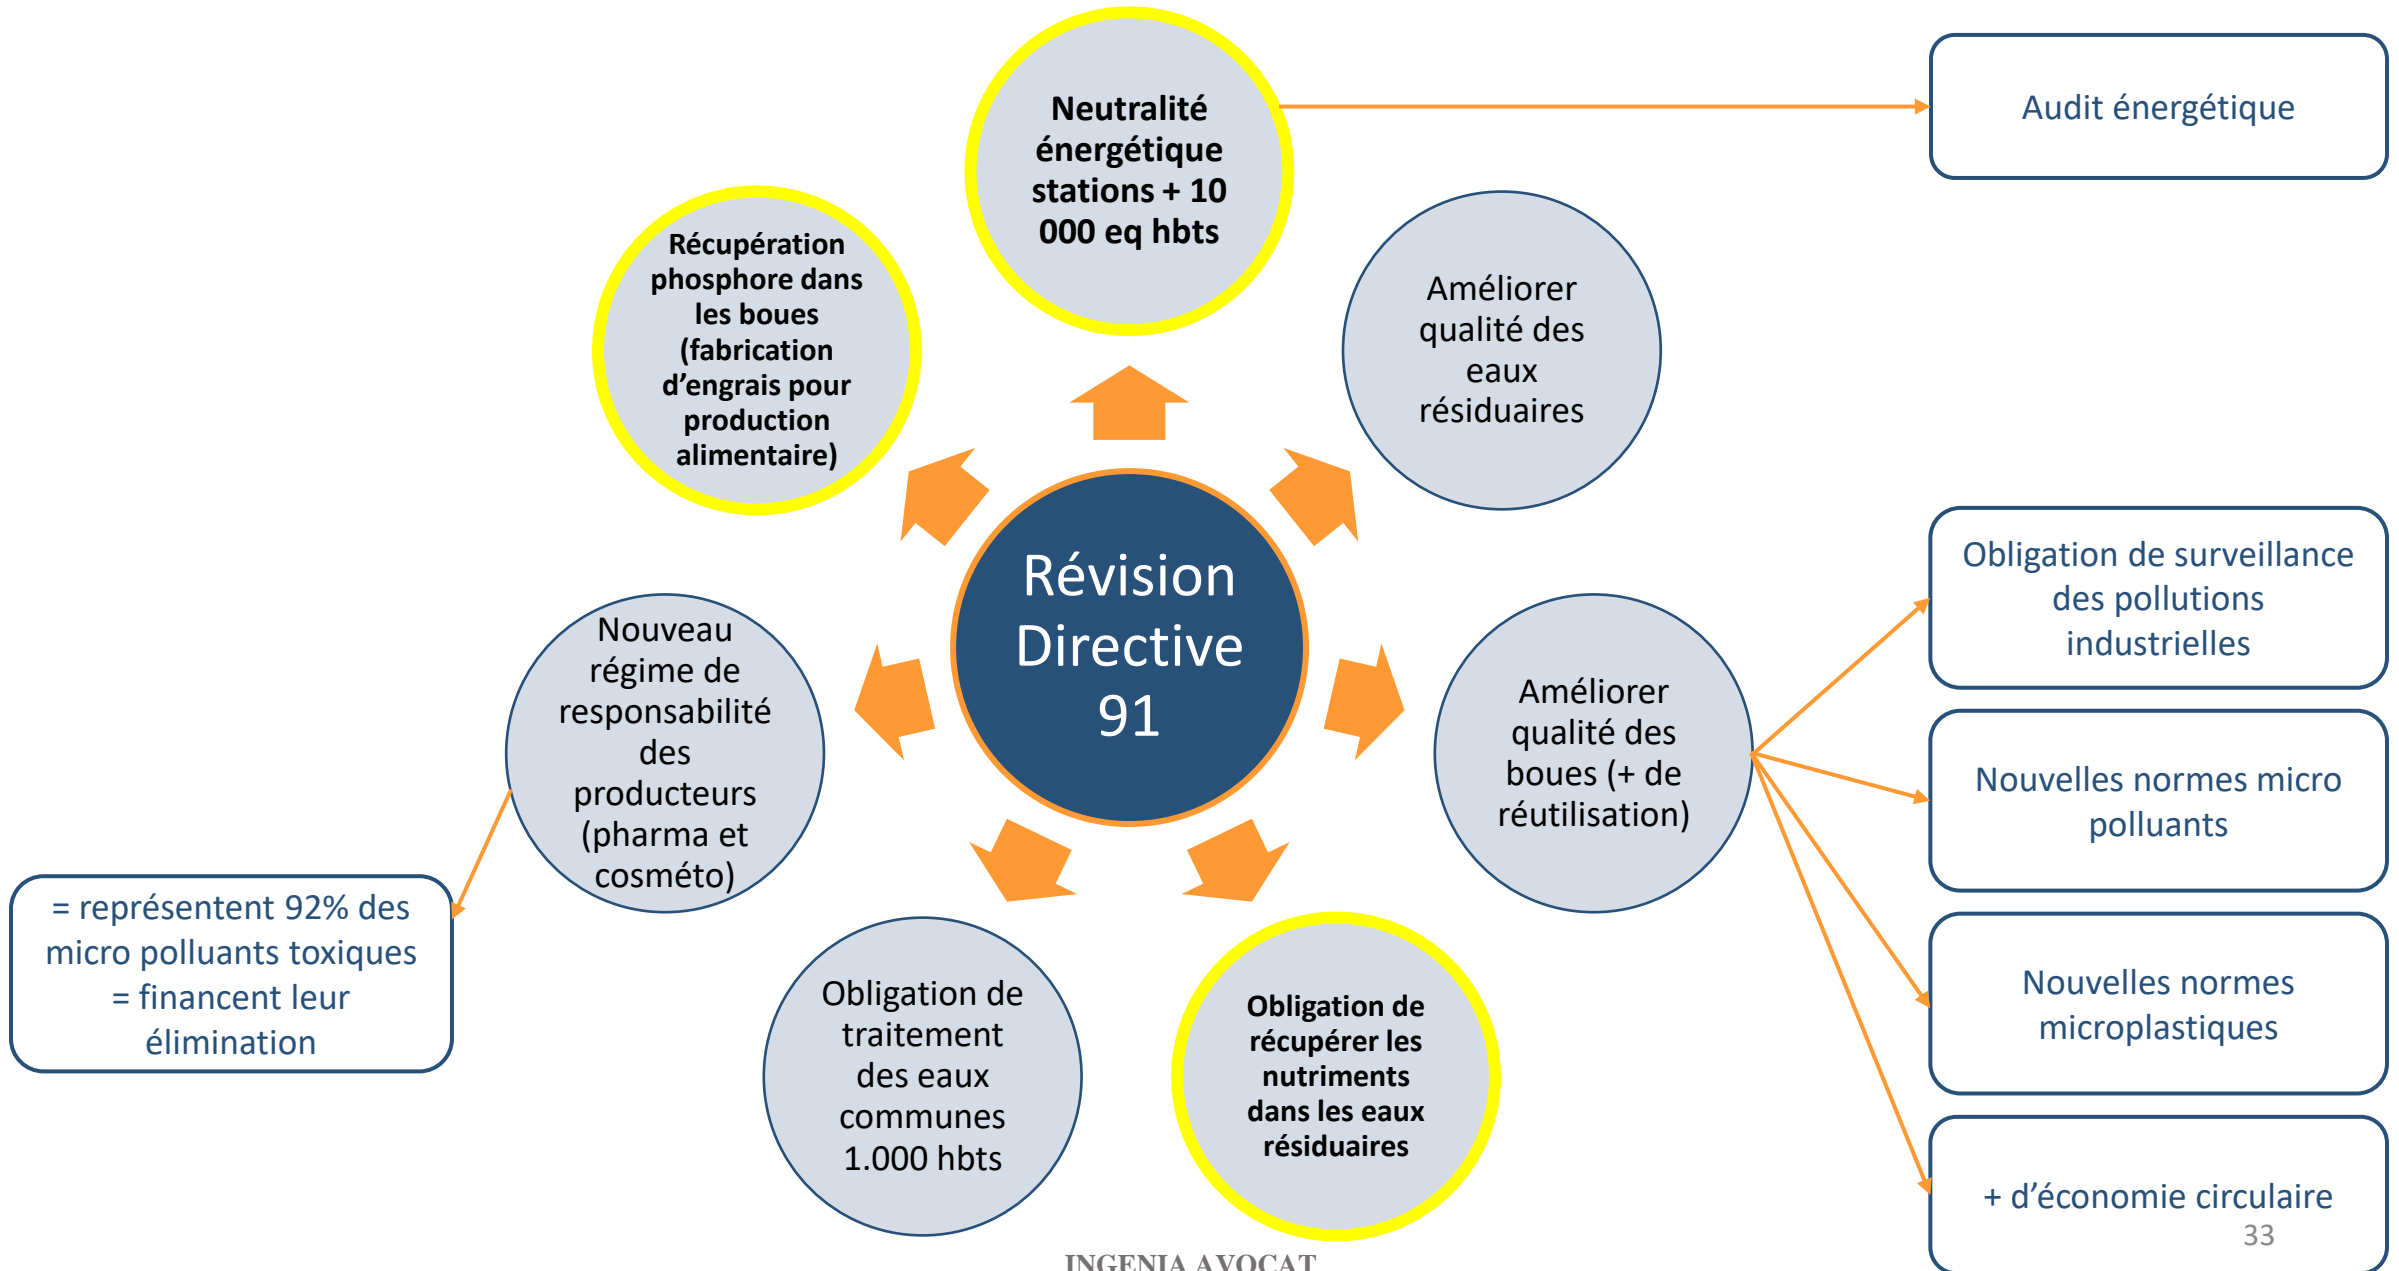 Neutralité
énergétique
stations + 10
000 eq hbts
Audit énergétique
Récupération
phosphore dans
les boues
(fabrication
d’engrais pour
production
alimentaire)
Améliorer
qualité des
eaux
résiduaires
Révision
Directive
91
Obligation de surveillance
des pollutions
industrielles
Nouveau
régime de
responsabilité
des
producteurs
(pharma et
cosméto)
Améliorer
qualité des
boues (+ de
réutilisation)
Nouvelles normes micro
polluants
= représentent 92% des
micro polluants toxiques
= financent leur
élimination
Obligation de
traitement
des eaux
communes
1.000 hbts
Obligation de
récupérer les
nutriments
dans les eaux
résiduaires
Nouvelles normes
microplastiques
+ d’économie circulaire
33
INGENIA AVOCAT